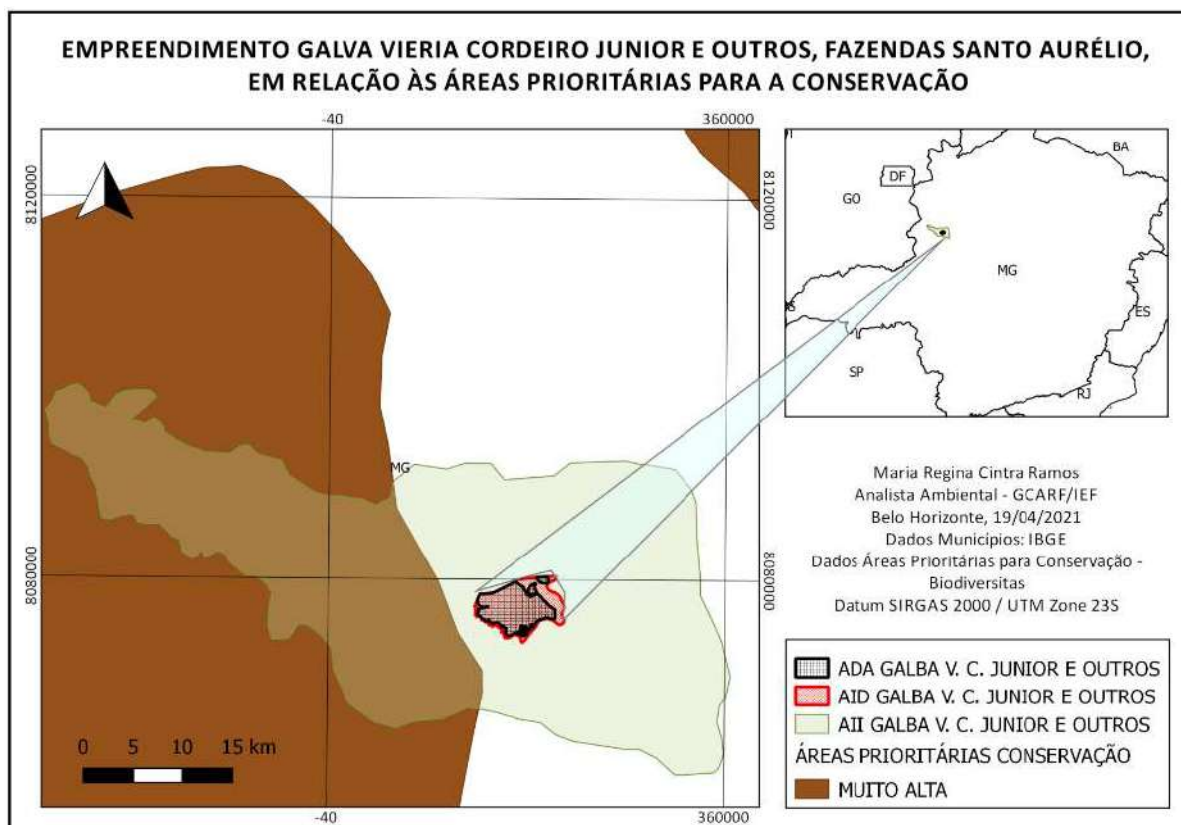 EMPREENDIMENTO GALVA VIERIA CORDEIRO JUNIOR E OUTROS, FAZENDAS SANTO AURÉLIO,
EM RELAÇÃO ÀS ÁREAS PRIORITÁRIAS PARA A CONSERVAÇÃO
-40
360000
8120000
8120000
MG
8080000
8080000
0 5 10 15 km
-40
360000
BA
DF
GO
MG
ES
SP
RJ
Maria Regina Cintra Ramos
Analista Ambiental - GCARF/IEF
Belo Horizonte, 19/04/2021
Dados Municípios: IBGE
Dados Áreas Prioritárias para Conservação -
Biodiversitas
Datum SIRGAS 2000 / UTM Zone 23S
ADA GALBA V. C. JUNIOR E OUTROS
AID GALBA V. C. JUNIOR E OUTROS
AII GALBA V. C. JUNIOR E OUTROS
ÁREAS PRIORITÁRIAS CONSERVAÇÃO
MUITO ALTA